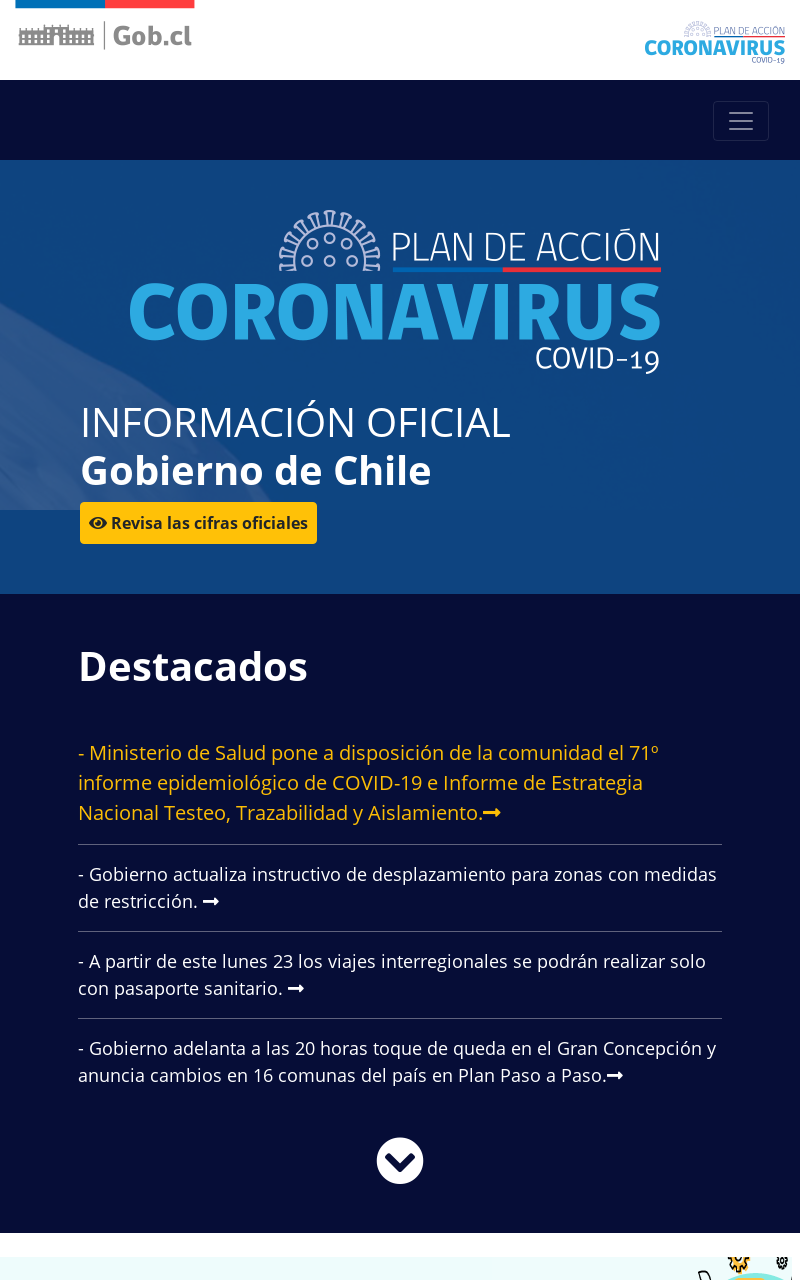 Gob.cl
PLAN DE ACCIÓN
CORONAVIRUS
COVID-19
PLAN DE ACCIÓN
CORONAVIRUS
COVID-19
INFORMACIÓN OFICIAL
Gobierno de Chile
Revisa las cifras oficiales
Destacados
- Ministerio de Salud pone a disposición de la comunidad el 71º
informe epidemiológico de COVID-19 e Informe de Estrategia
Nacional Testeo, Trazabilidad y Aislamiento.
- Gobierno actualiza instructivo de desplazamiento para zonas con medidas
de restricción.
- A partir de este lunes 23 los viajes interregionales se podrán realizar solo
con pasaporte sanitario.
- Gobierno adelanta a las 20 horas toque de queda en el Gran Concepción y
anuncia cambios en 16 comunas del país en Plan Paso a Paso.